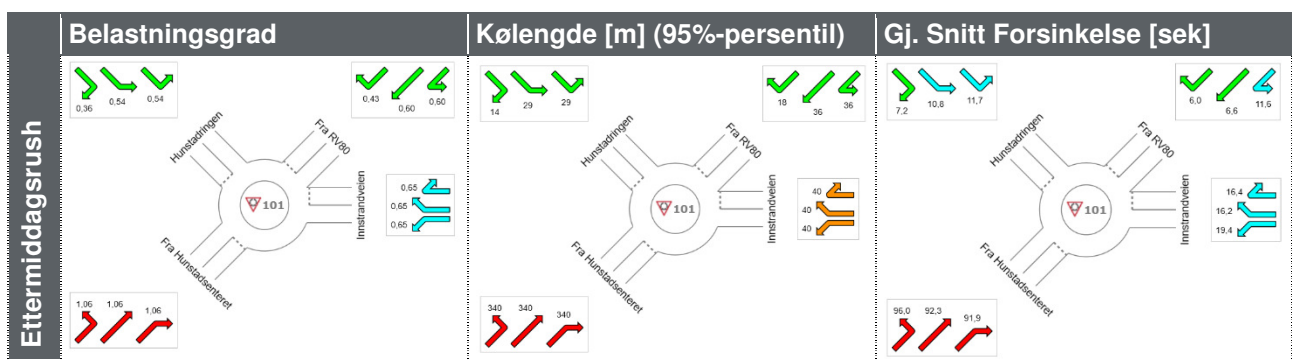 Belastningsgrad
Kølengde [m] (95%-persentil)
Gj. Snitt Forsinkelse [sek]
Ettermiddagsrush
0,36 0,54 0,54
0,43 0,60 0,60
Hunstadringen
Fra RV80
0,65
0,65
0,65
Innstrandveien
101
Fra Hunstadsenteret
1,06 1,06 1,06
14 29 29
18 36 36
Hunstadringen
Fra RV80
40
40
40
Innstrandveien
101
Fra Hunstadsenteret
340 340 340
7,2 10,8 11,7
6,0 6,6 11,6
Hunstadringen
Fra RV80
16,4
16,2
19,4
Innstrandveien
101
Fra Hunstadsenteret
96,0 92,3 91,9